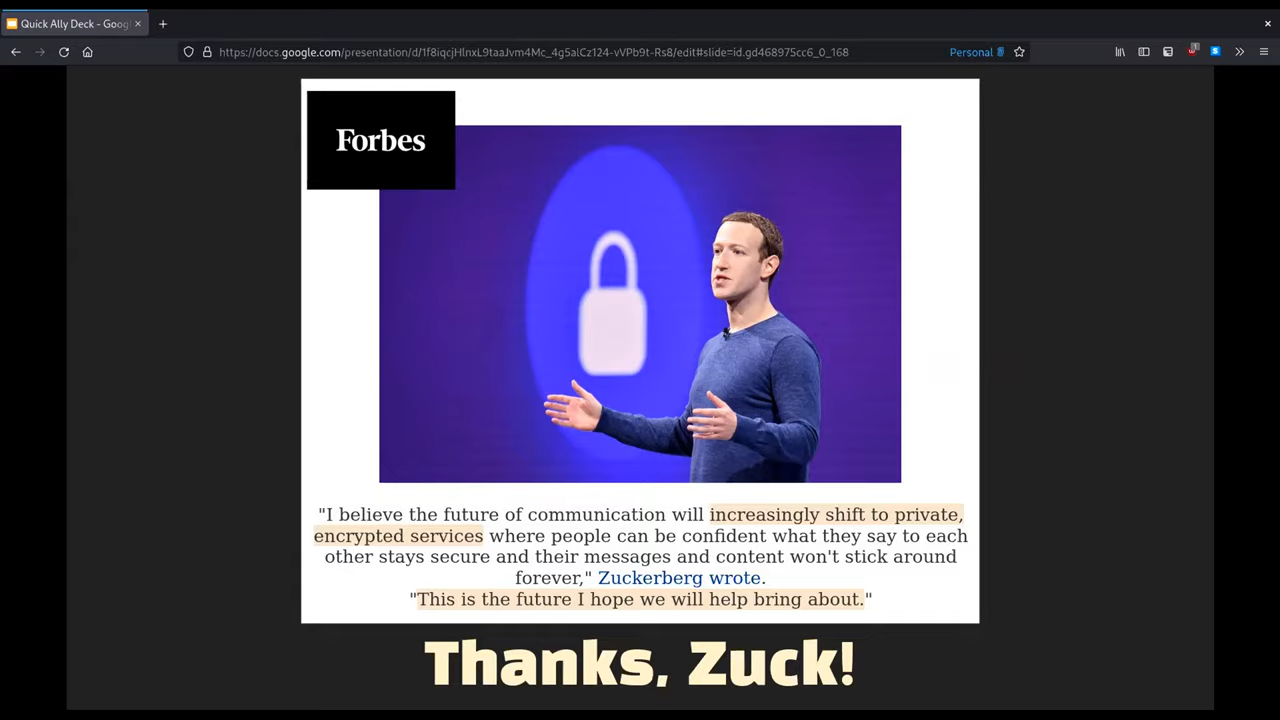 Quick Ally Deck - Goog
https://docs.google.com/presentation/d/1f8iqcjHlnxL9taaJvm4Mc_4g5alCz124-vVPb9t-Rs8/edit#slide=id.gd468975cc6_0_168
Personal
Forbes
"I believe the future of communication will increasingly shift to private,
encrypted services where people can be confident what they say to each
other stays secure and their messages and content won't stick around
forever," Zuckerberg wrote.
"This is the future I hope we will help bring about."
Thanks, Zuck!